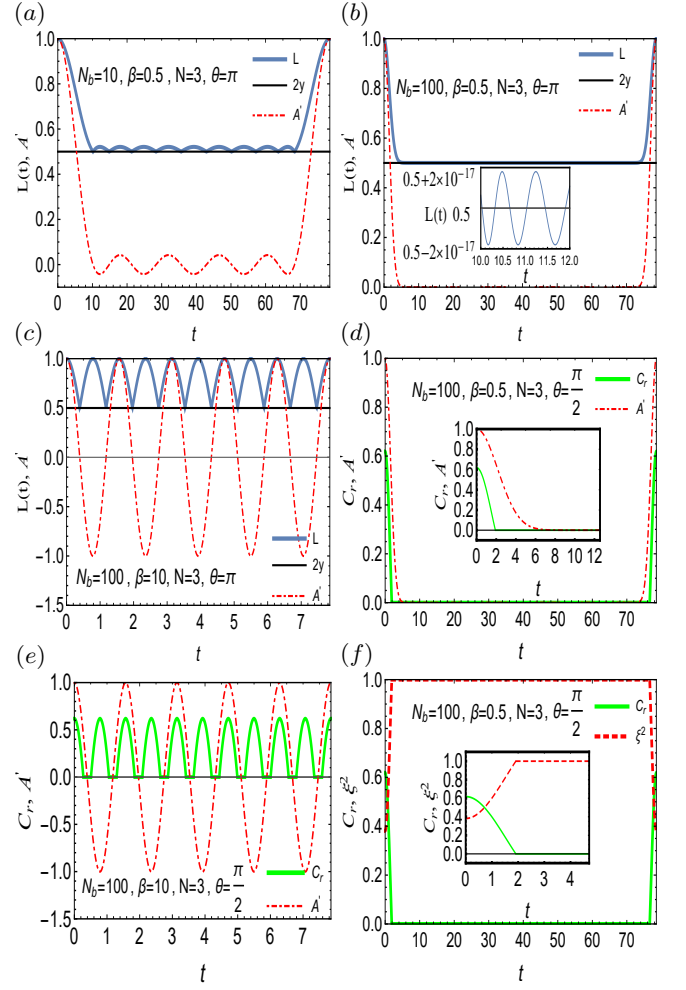 (a)
N_b=10, β=0.5 , N=3, θ=π
L
2y
A'
L(t), A'
1.0
0.8
0.6
0.4
0.2
0.0
0 10 20 30 40 50 60 70
t
(b)
N_b=100, β=0.5, N=3, θ=π
L
2y
A'
L(t), A'
1.0
0.8
0.6
0.4
0.2
0.0
0.5+2×10⁻¹⁷
L(t) 0.5
0.5−2×10⁻¹⁷
10.0 10.5 11.0 11.5 12.0
t
0 10 20 30 40 50 60 70
t
(c)
L(t), A'
1.0
0.5
0.0
-0.5
-1.0
-1.5
L
2y
A'
N_b=100 , β=10, N=3, θ=π
0 1 2 3 4 5 6 7
t
(d)
N_b=100, β=0.5, N=3, θ=π/2
C_r
A'
C_r, A'
1.0
0.8
0.6
0.4
0.2
0.0
C_r, A'
1.0
0.8
0.6
0.4
0.2
0.0
0 2 4 6 8 10 12
t
0 10 20 30 40 50 60 70
t
(e)
C_r, A'
1.0
0.5
0.0
-0.5
-1.0
-1.5
N_b=100 , β=10, N=3, θ=π/2
C_r
A'
0 1 2 3 4 5 6 7
t
(f)
N_b=100, β=0.5, N=3, θ=π/2
C_r
ξ²
C_r, ξ²
1.0
0.8
0.6
0.4
0.2
0.0
C_r, ξ²
1.0
0.8
0.6
0.4
0.2
0.0
0 1 2 3 4
t
0 10 20 30 40 50 60 70
t